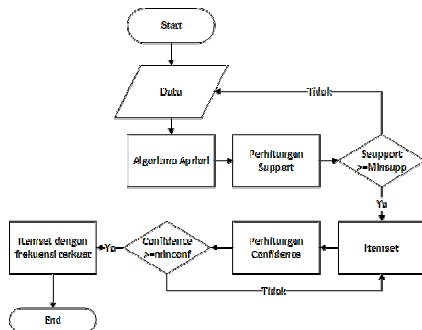 Start
Data
Tidak
Algoritma Apriori
Perhitungan
Support
Seupport
>=Minsupp
Ya
Itemset dengan
frekuensi terkuat
Ya
Confidence
>=minconf
Perhitungan
Confidence
Itemset
Tidak
End